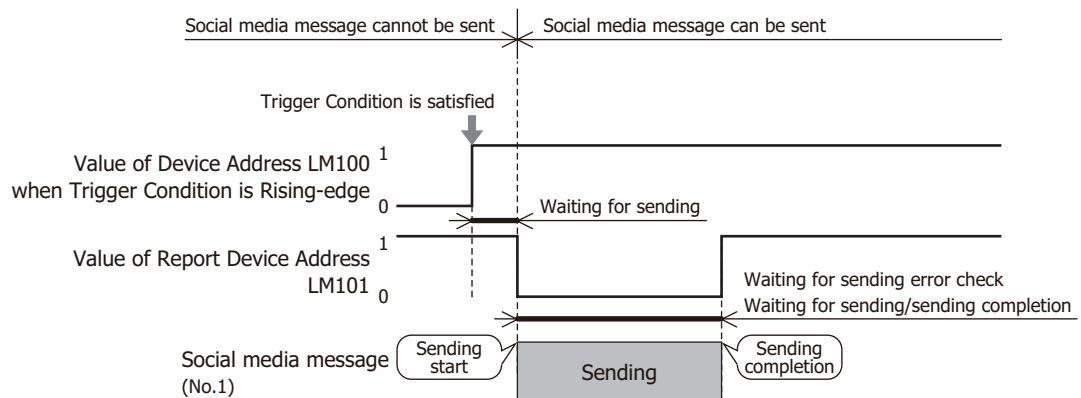 Social media message cannot be sent
Social media message can be sent
Trigger Condition is satisfied
Value of Device Address LM100
when Trigger Condition is Rising-edge
1
0
Waiting for sending
Value of Report Device Address
LM101
1
0
Waiting for sending error check
Waiting for sending/sending completion
Social media message
(No.1)
Sending
start
Sending
Sending
completion